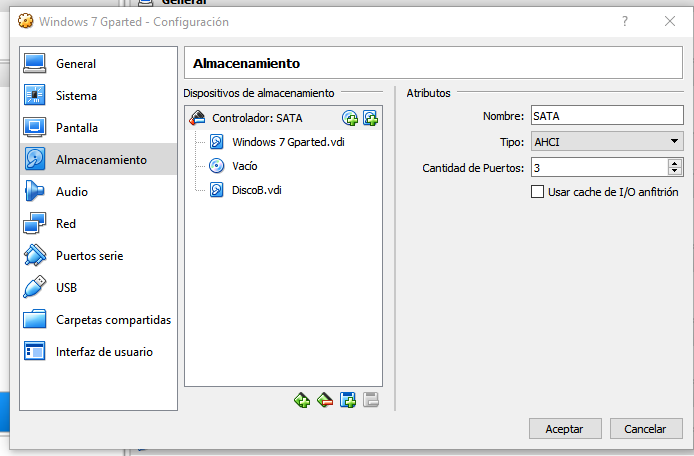 General
Windows 7 Gparted - Configuración
General
Sistema
Pantalla
Almacenamiento
Audio
Red
Puertos serie
USB
Carpetas compartidas
Interfaz de usuario
Almacenamiento
Dispositivos de almacenamiento
Controlador: SATA
Windows 7 Gparted.vdi
Vacío
DiscoB.vdi
Atributos
Nombre: SATA
Tipo: AHCI
Cantidad de Puertos: 3
Usar cache de I/O anfitrión
Aceptar
Cancelar